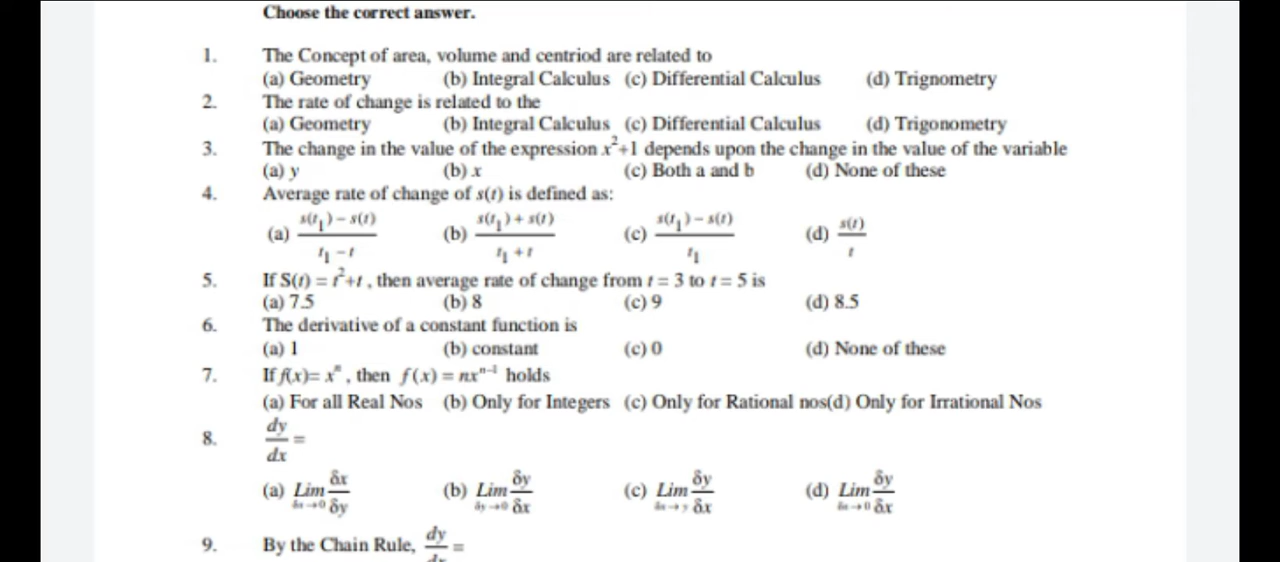 Choose the correct answer.
1. The Concept of area, volume and centriod are related to
(a) Geometry (b) Integral Calculus (c) Differential Calculus (d) Trignometry
2. The rate of change is related to the
(a) Geometry (b) Integral Calculus (c) Differential Calculus (d) Trigonometry
3. The change in the value of the expression x²+1 depends upon the change in the value of the variable
(a) y (b) x (c) Both a and b (d) None of these
4. Average rate of change of s(t) is defined as:
(a) (s(t₁) – s(t))/(t₁ – t) (b) (s(t₁) + s(t))/(t₁ + t) (c) (s(t₁) – s(t))/t₁ (d) s(t)/t
5. If S(t) = t²+t , then average rate of change from t = 3 to t = 5 is
(a) 7.5 (b) 8 (c) 9 (d) 8.5
6. The derivative of a constant function is
(a) 1 (b) constant (c) 0 (d) None of these
7. If f(x)= xⁿ , then f(x) = nxⁿ⁻¹ holds
(a) For all Real Nos (b) Only for Integers (c) Only for Rational nos(d) Only for Irrational Nos
8. dy/dx =
(a) Lim δx→0 δx/δy (b) Lim δy→0 δy/δx (c) Lim δx→y δy/δx (d) Lim δx→0 δy/δx
9. By the Chain Rule, dy/dx =